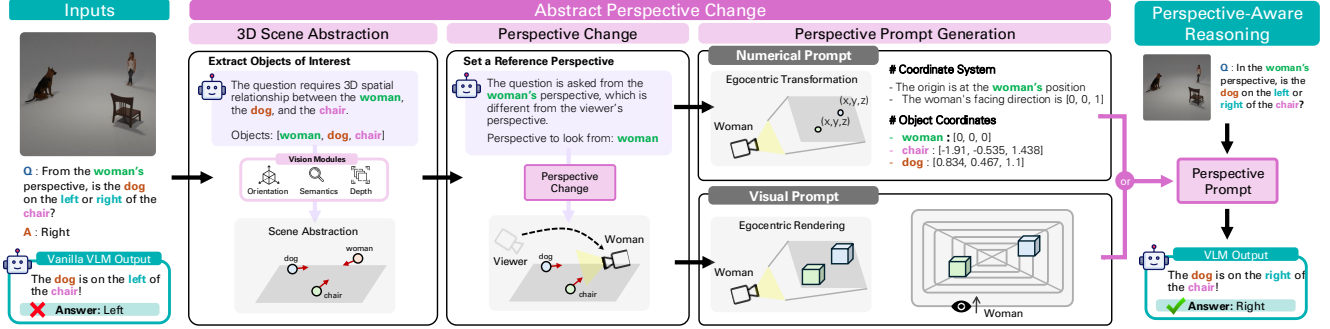 Inputs
Q : From the woman's
perspective, is the dog
on the left or right of the
chair?
A : Right
Vanilla VLM Output
The dog is on the left of
the chair!
Answer: Left
Abstract Perspective Change
3D Scene Abstraction
Extract Objects of Interest
The question requires 3D spatial
relationship between the woman,
the dog, and the chair.
Objects: [woman, dog, chair]
Vision Modules
Orientation
Semantics
Depth
Scene Abstraction
woman
dog
chair
Perspective Change
Set a Reference Perspective
The question is asked from the
woman's perspective, which is
different from the viewer's
perspective.
Perspective to look from: woman
Perspective
Change
Woman
Viewer
dog
chair
Perspective Prompt Generation
Numerical Prompt
Egocentric Transformation
(x,y,z)
(x,y,z)
Woman
# Coordinate System
- The origin is at the woman's position
- The woman's facing direction is [0, 0, 1]
# Object Coordinates
- woman : [0, 0, 0]
- chair : [-1.91, -0.535, 1.438]
- dog : [0.834, 0.467, 1.1]
Visual Prompt
Egocentric Rendering
Woman
Woman
or
Perspective-Aware
Reasoning
Q : In the woman's
perspective, is the
dog on the left or
right of the chair?
Perspective
Prompt
VLM Output
The dog is on the right of
the chair!
Answer: Right